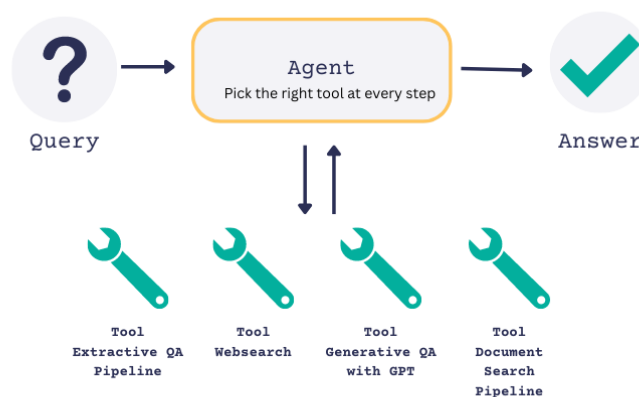 ?
Agent
Pick the right tool at every step
Query
Answer
Tool
Extractive QA
Pipeline
Tool
Websearch
Tool
Generative QA
with GPT
Tool
Document
Search
Pipeline